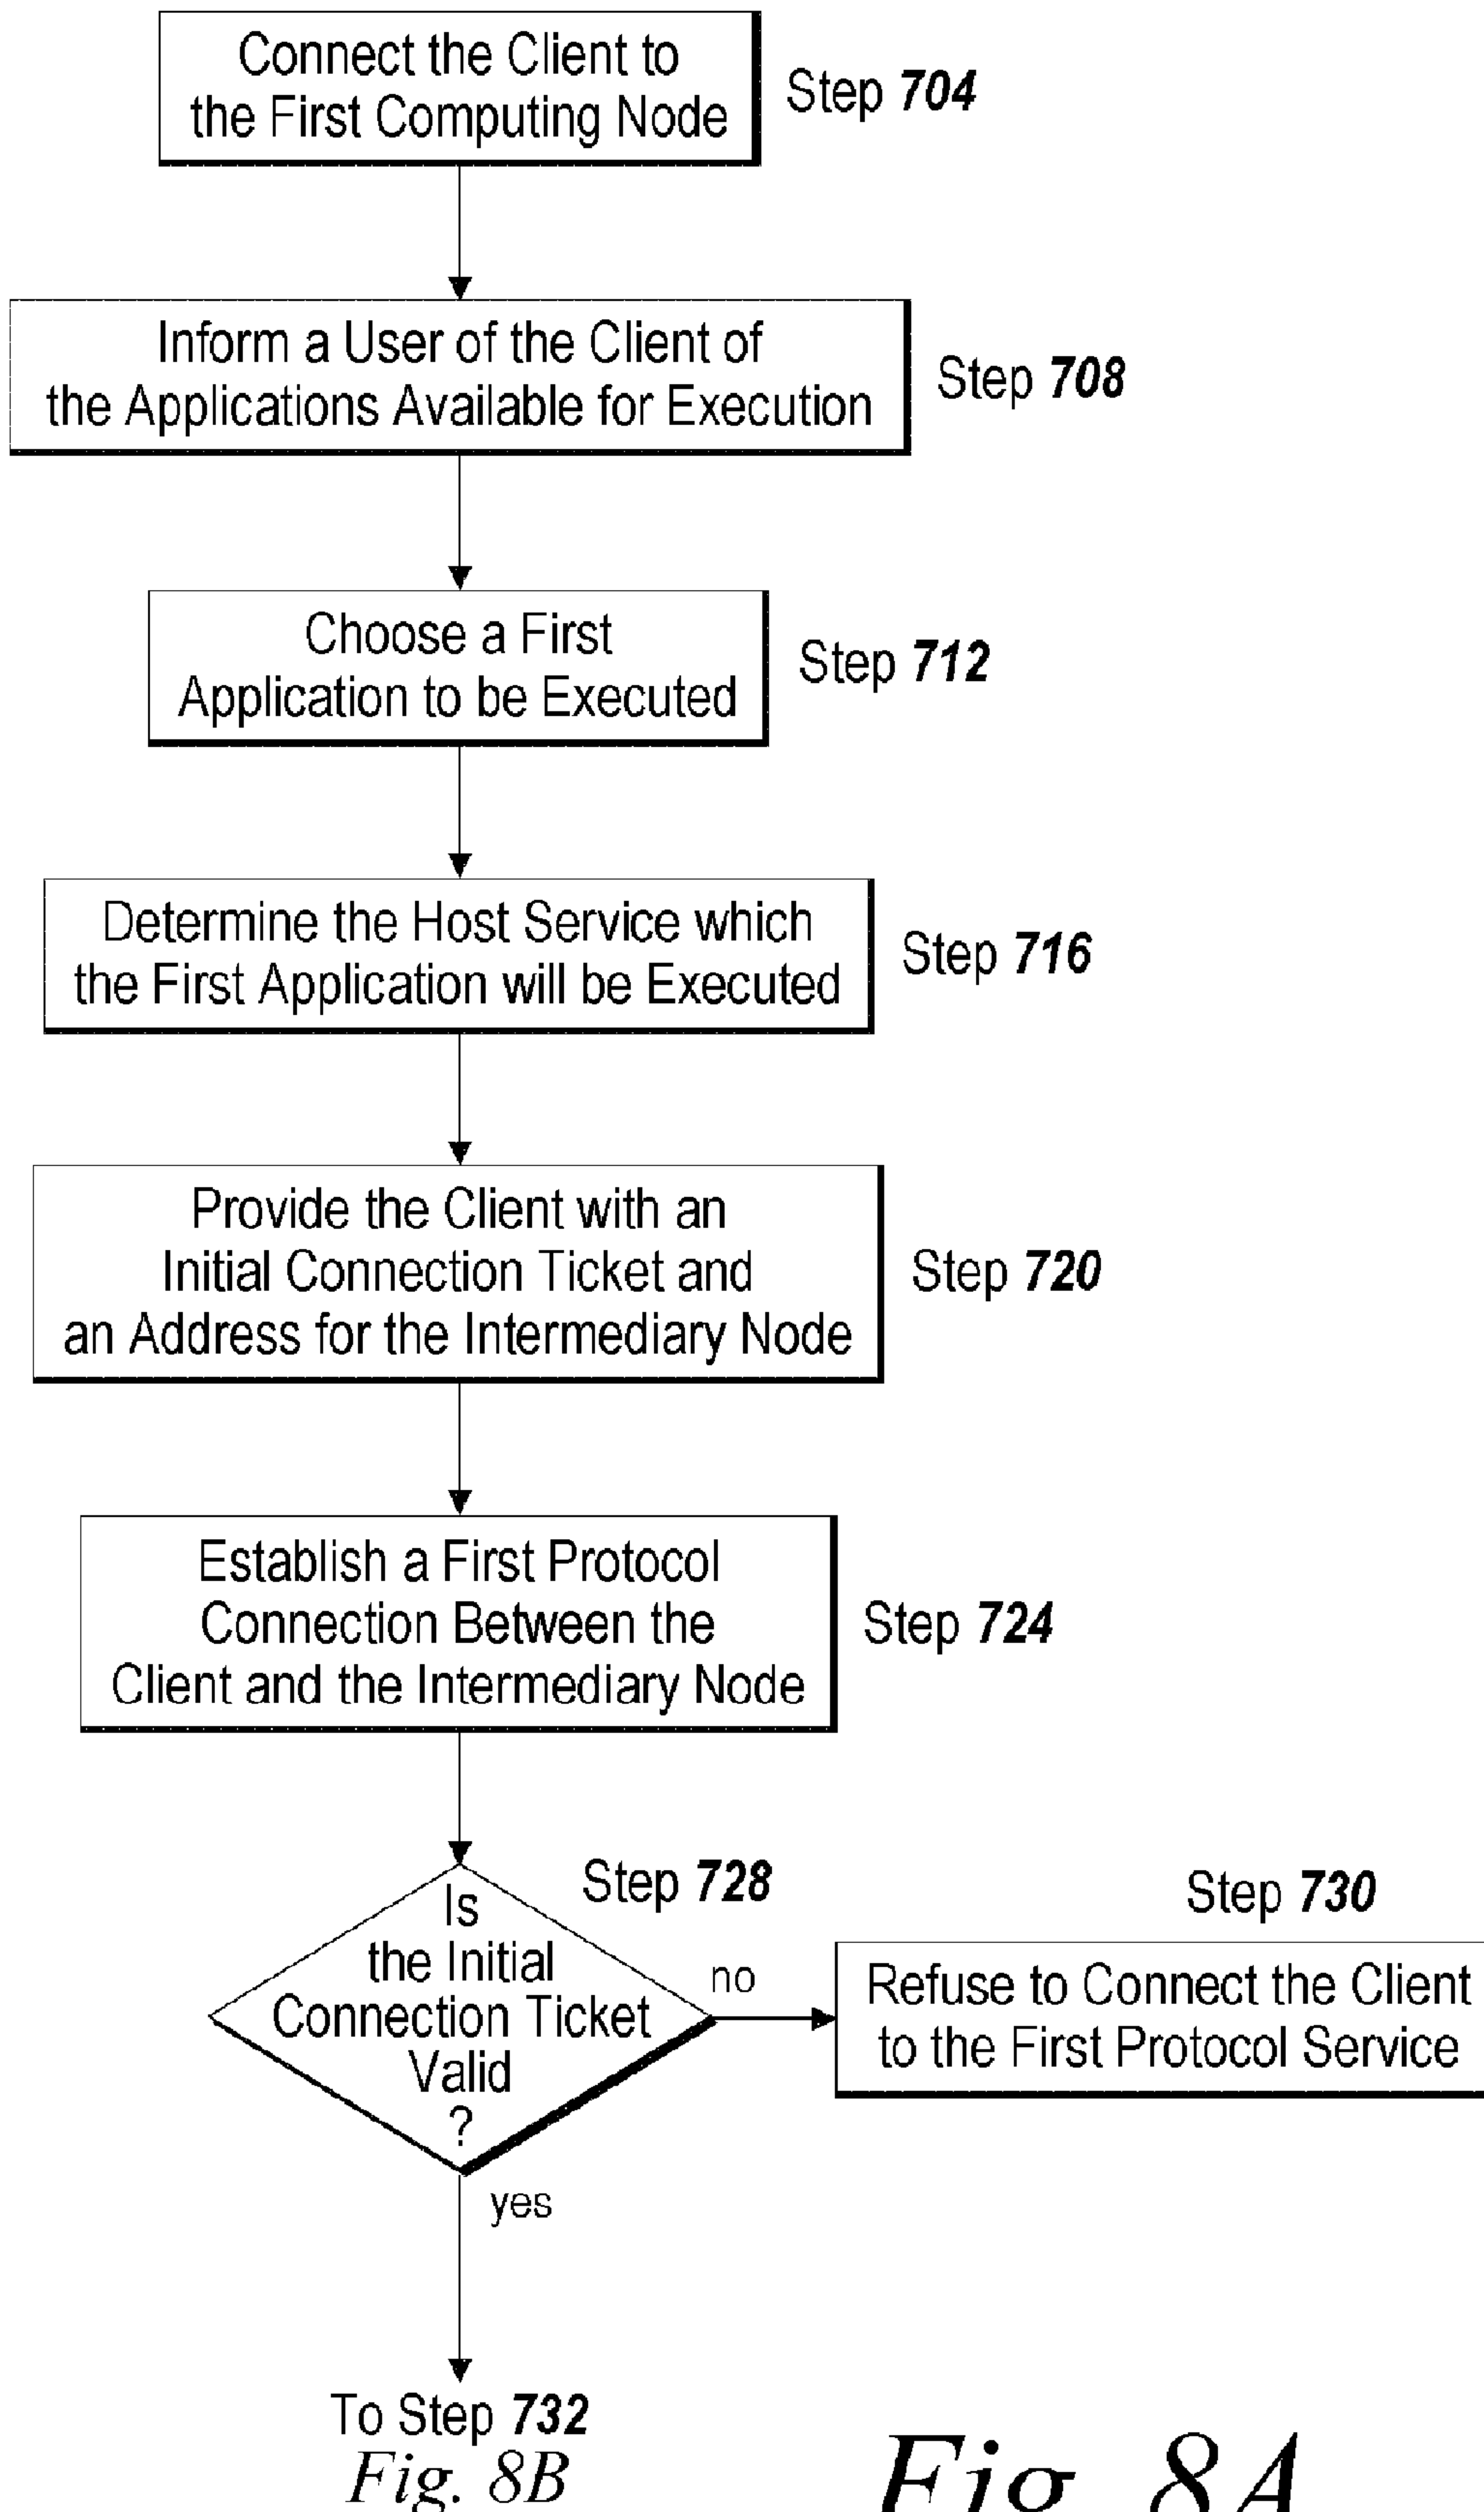 Connect the Client to
the First Computing Node
Step 704
Inform a User of the Client of
the Applications Available for Execution
Step 708
Choose a First
Application to be Executed
Step 712
Determine the Host Service which
the First Application will be Executed
Step 716
Provide the Client with an
Initial Connection Ticket and
an Address for the Intermediary Node
Step 720
Establish a First Protocol
Connection Between the
Client and the Intermediary Node
Step 724
Step 728
Is
the Initial
Connection Ticket
Valid
?
no
Step 730
Refuse to Connect the Client
to the First Protocol Service
yes
To Step 732
Fig. 8B
Fig. 8A